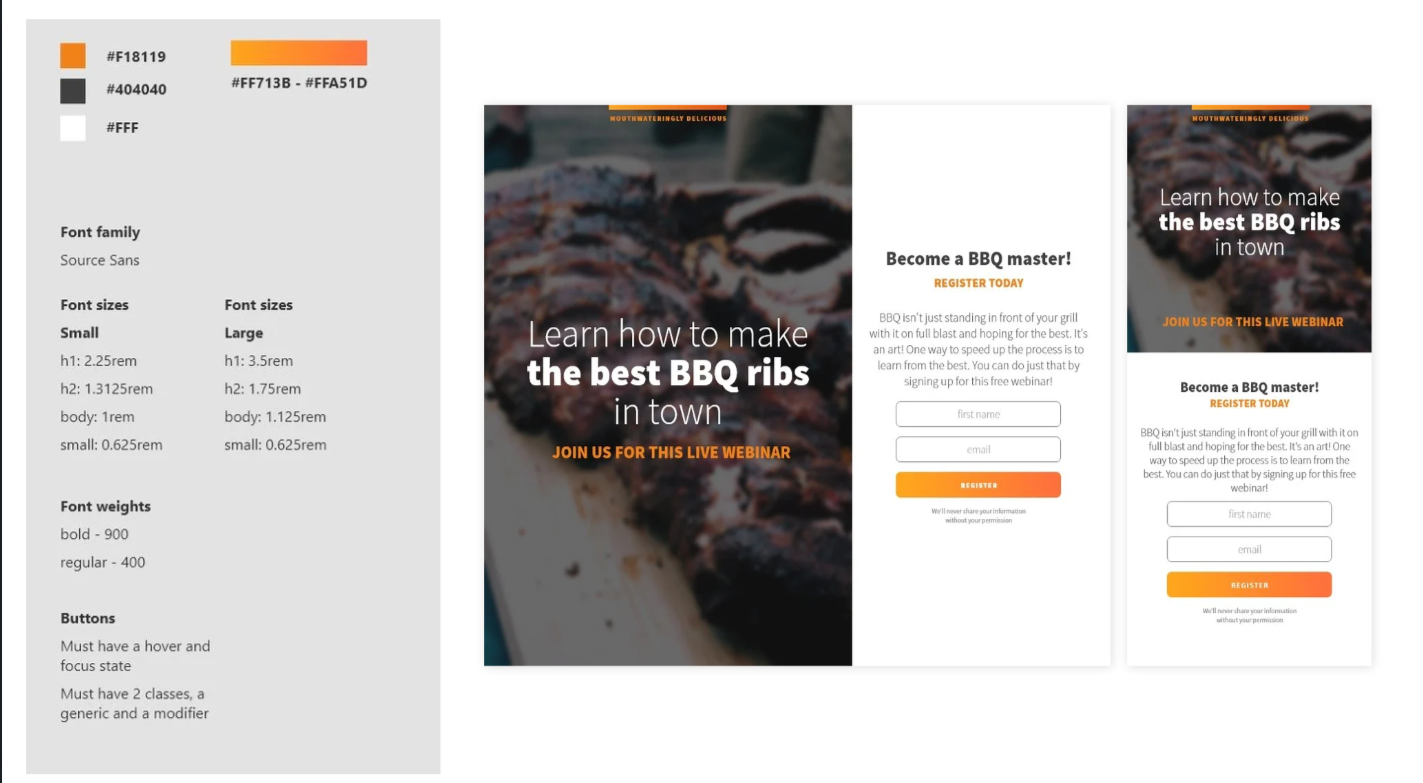 #F18119
#404040
#FFF
#FF713B - #FFA51D
Font family
Source Sans
Font sizes
Small
h1: 2.25rem
h2: 1.3125rem
body: 1rem
small: 0.625rem
Font sizes
Large
h1: 3.5rem
h2: 1.75rem
body: 1.125rem
small: 0.625rem
Font weights
bold - 900
regular - 400
Buttons
Must have a hover and
focus state
Must have 2 classes, a
generic and a modifier
MOUTHWATERINGLY DELICIOUS
Learn how to make
the best BBQ ribs
in town
JOIN US FOR THIS LIVE WEBINAR
Become a BBQ master!
REGISTER TODAY
BBQ isn't just standing in front of your grill
with it on full blast and hoping for the best. It's
an art! One way to speed up the process is to
learn from the best. You can do just that by
signing up for this free webinar!
first name
email
REGISTER
We'll never share your information
without your permission
MOUTHWATERINGLY DELICIOUS
Learn how to make
the best BBQ ribs
in town
JOIN US FOR THIS LIVE WEBINAR
Become a BBQ master!
REGISTER TODAY
BBQ isn't just standing in front of your grill with it on
full blast and hoping for the best. It's an art! One
way to speed up the process is to learn from the
best. You can do just that by signing up for this free
webinar!
first name
email
REGISTER
We'll never share your information
without your permission